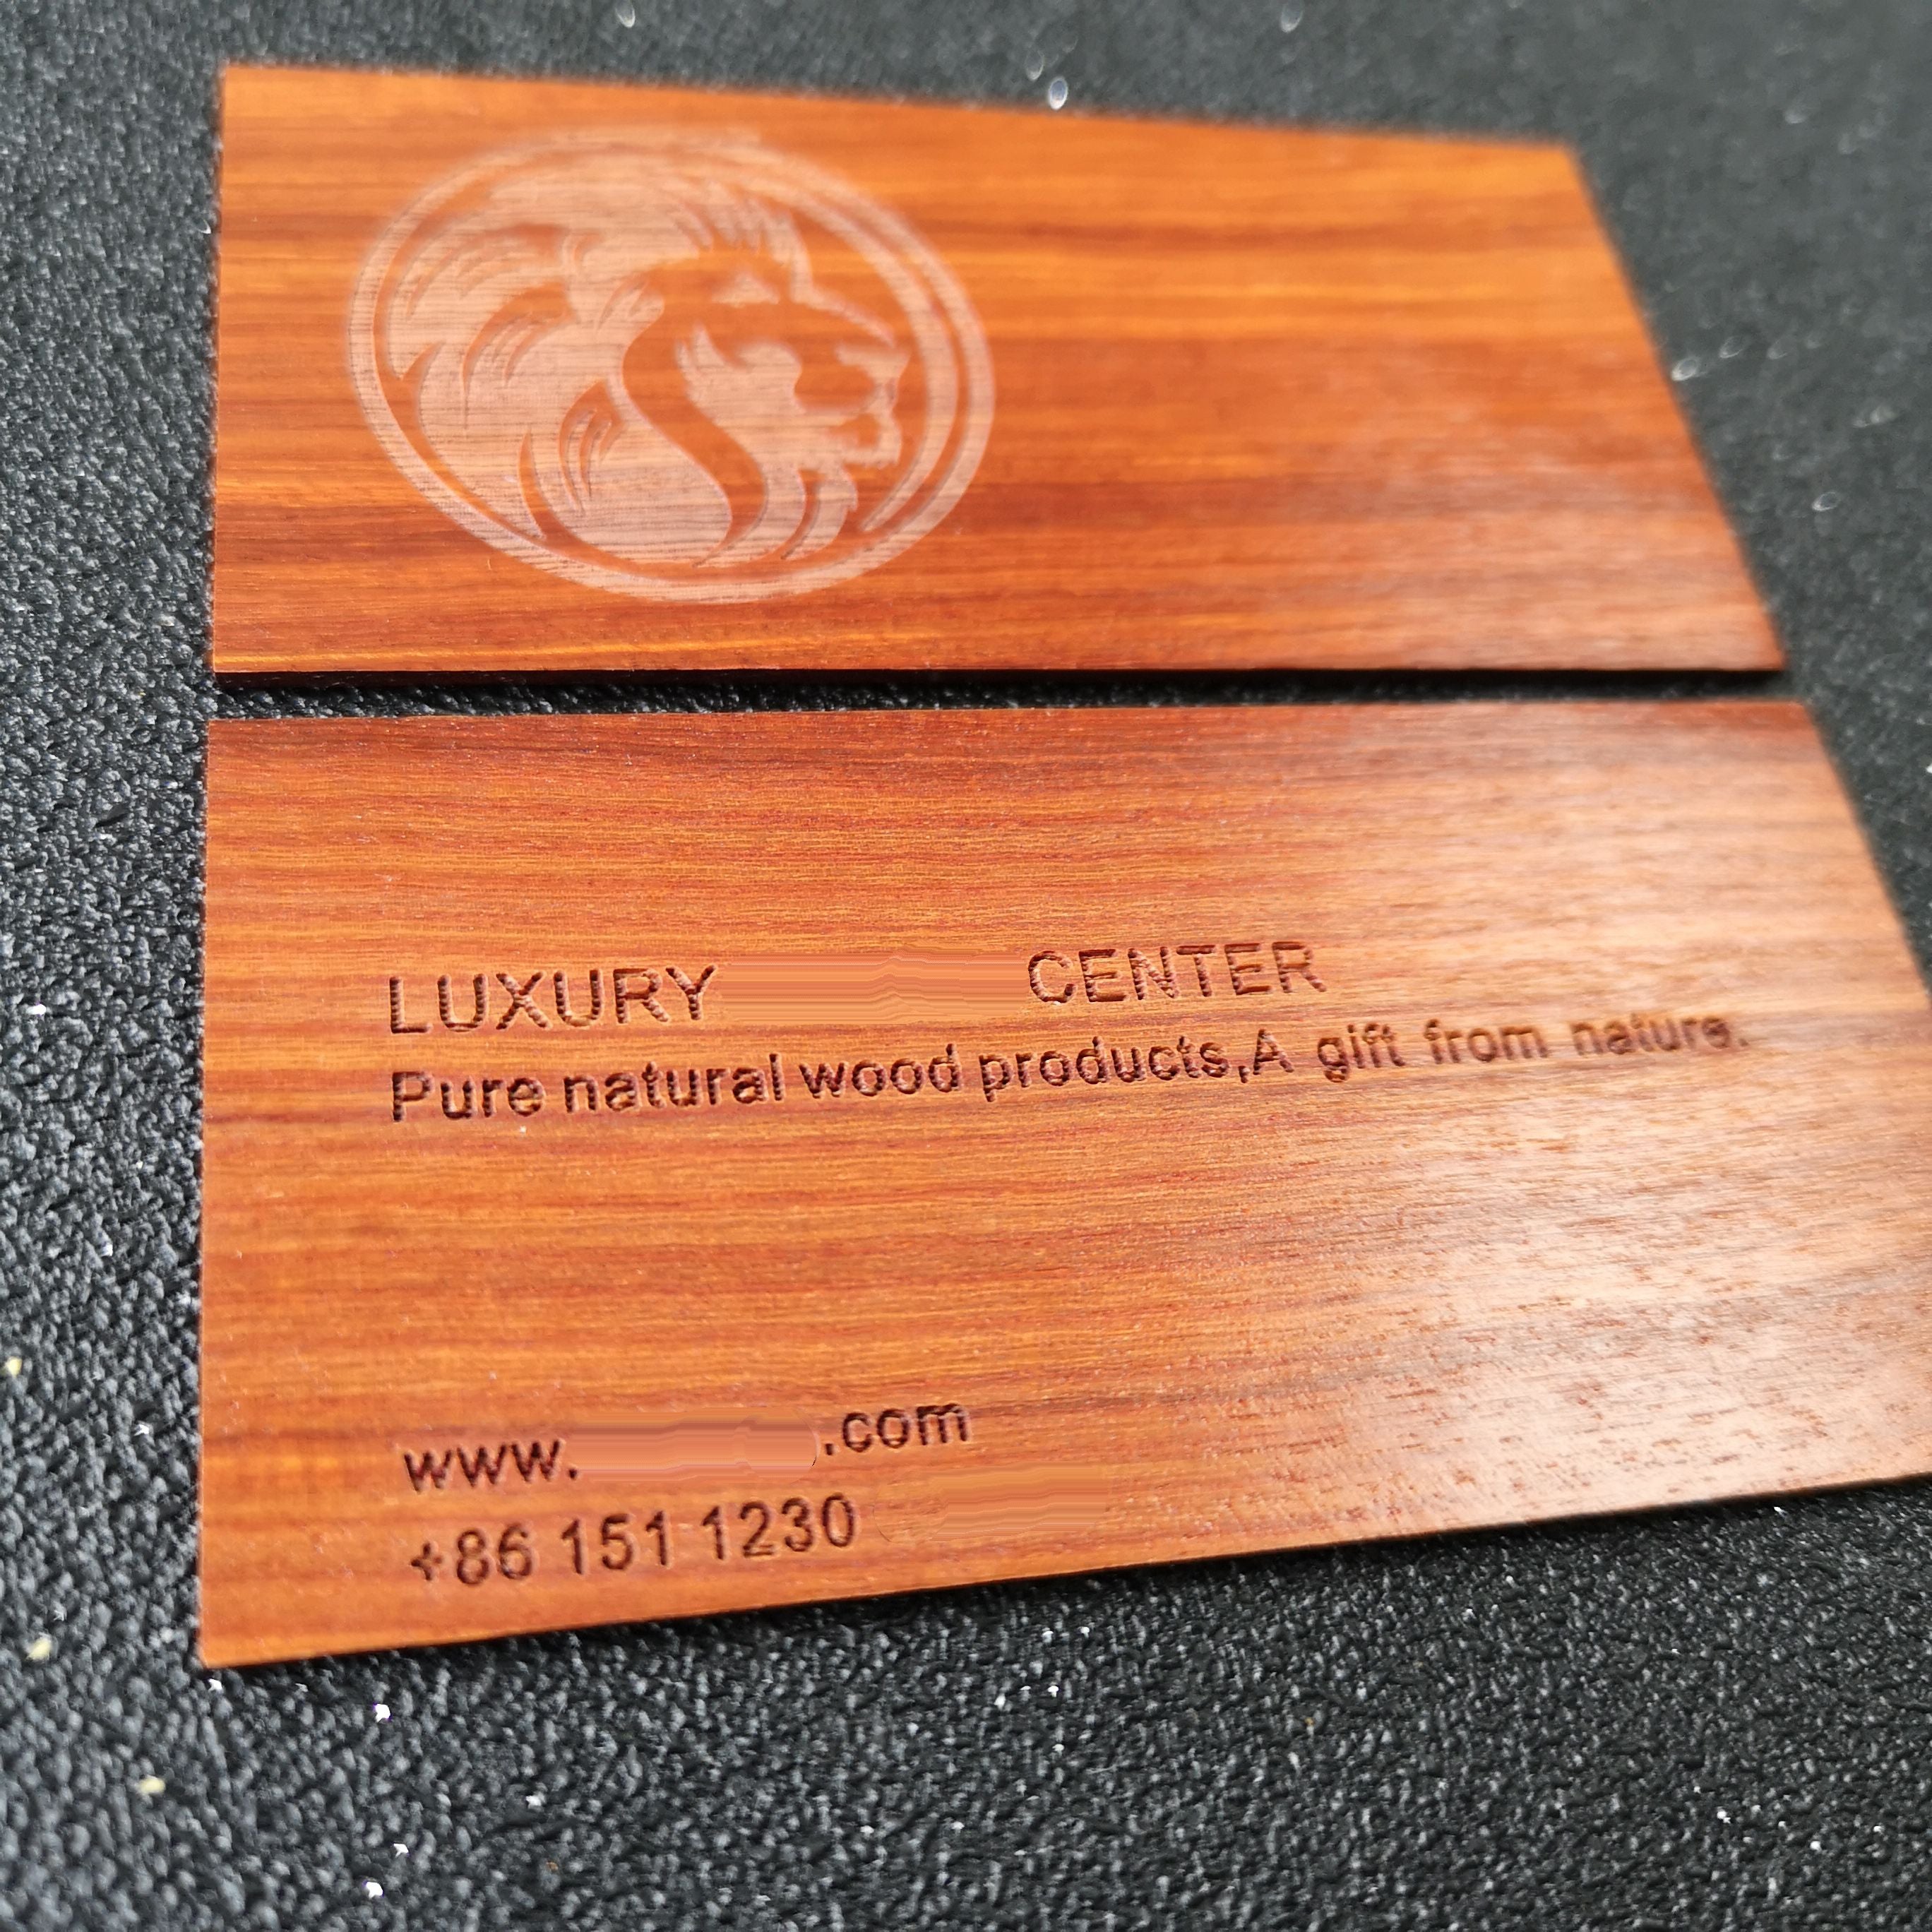 LUXURY CENTER
Pure natural wood products,A gift from nature.
www. .com
+86 151 1230